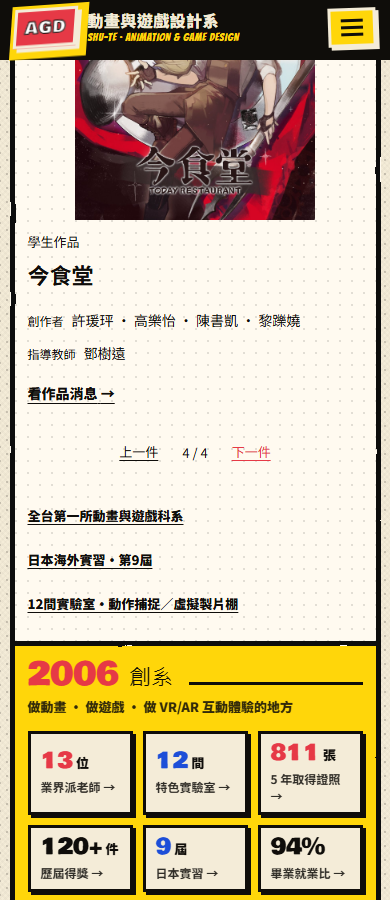 AGD
動畫與遊戲設計系
SHU-TE · ANIMATION & GAME DESIGN
今食堂
TODAY RESTAURANT
學生作品
今食堂
創作者 許瑗玶 · 高樂怡 · 陳書凱 · 黎躒嬈
指導教師 鄧樹遠
看作品消息 →
上一件 4 / 4 下一件
全台第一所動畫與遊戲科系
日本海外實習·第9屆
12間實驗室·動作捕捉／虛擬製片棚
2006 創系
做動畫 · 做遊戲 · 做 VR/AR 互動體驗的地方
13 位
業界派老師 →
12 間
特色實驗室 →
811 張
5 年取得證照
→
120+ 件
歷屆得獎 →
9 屆
日本實習 →
94%
畢業就業比 →